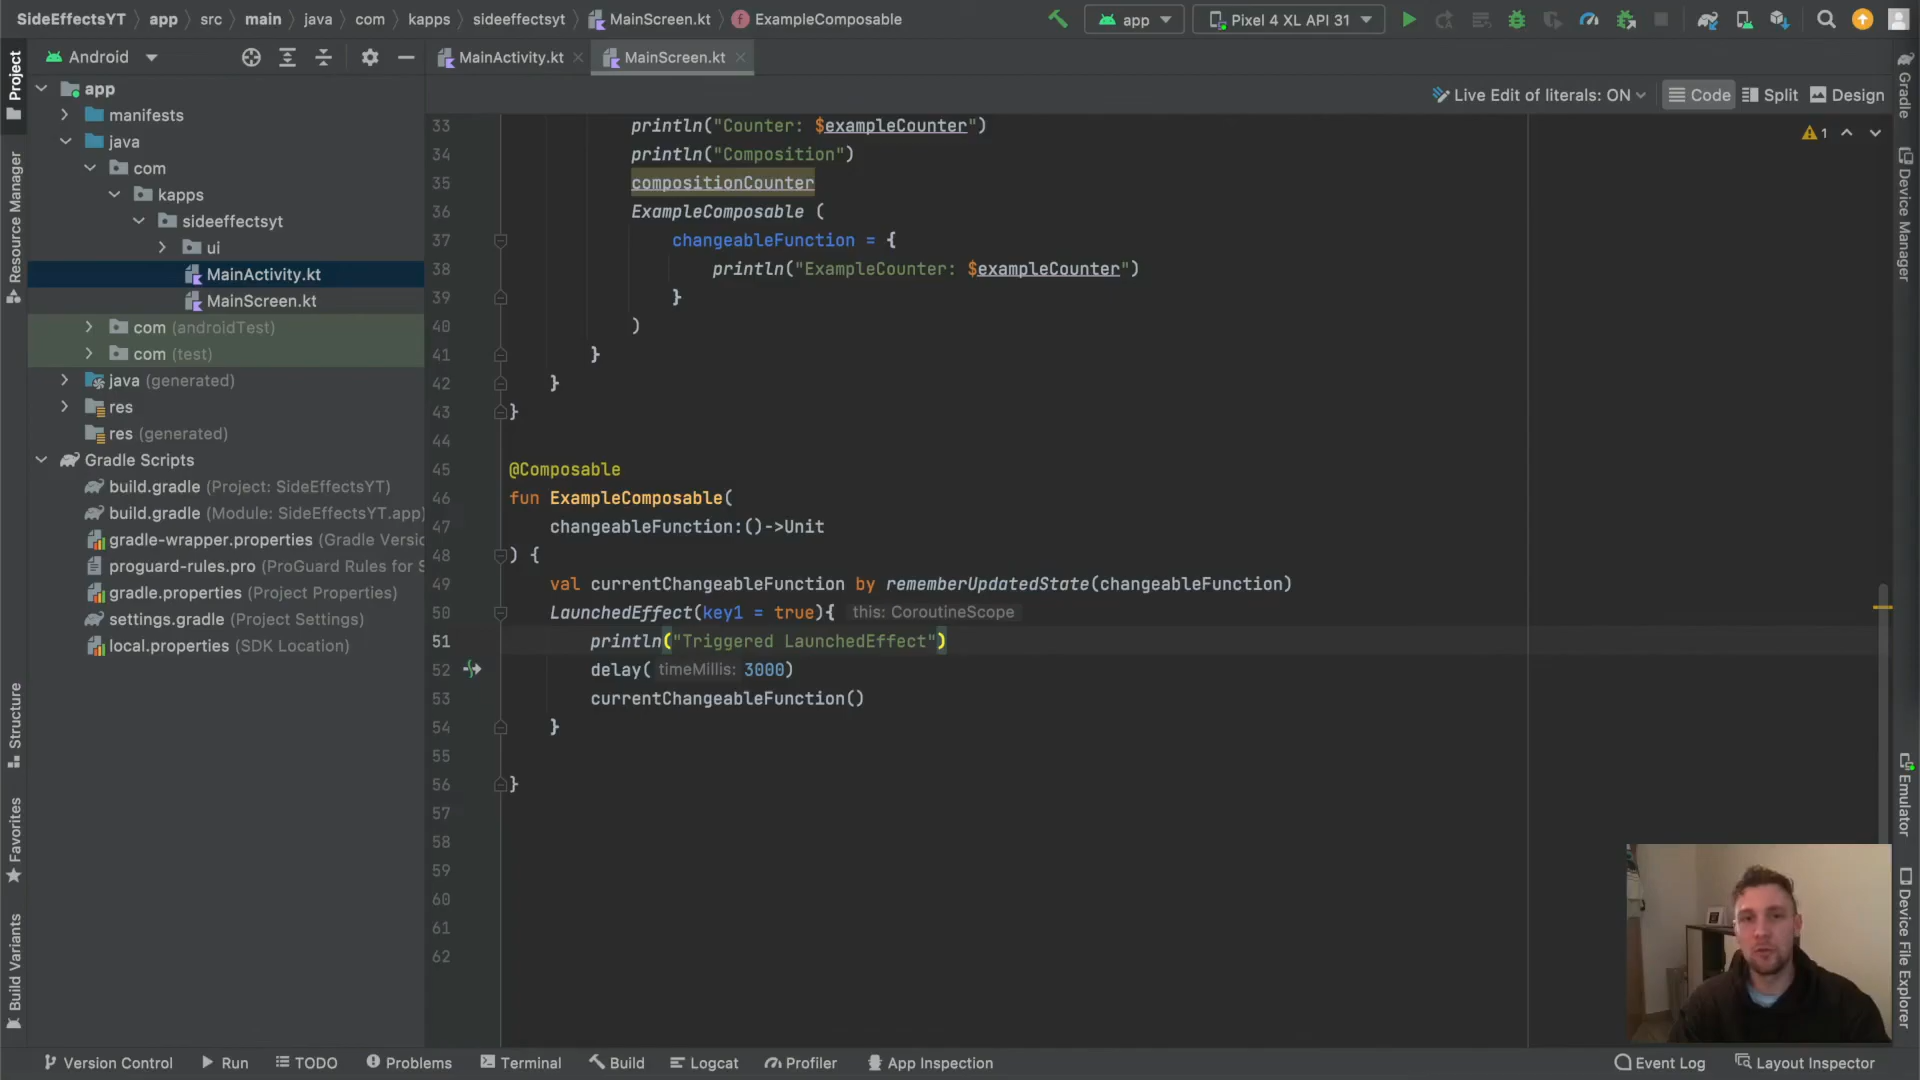 SideEffectsYT app src main java com kapps sideeffectsyt MainScreen.kt ExampleComposable
app Pixel 4 XL API 31
Android
MainActivity.kt MainScreen.kt
Live Edit of literals: ON Code Split Design
1
app
manifests
java
com
kapps
sideeffectsyt
ui
MainActivity.kt
MainScreen.kt
com (androidTest)
com (test)
java (generated)
res
res (generated)
Gradle Scripts
build.gradle (Project: SideEffectsYT)
build.gradle (Module: SideEffectsYT.app)
gradle-wrapper.properties (Gradle Versi
proguard-rules.pro (ProGuard Rules for S
gradle.properties (Project Properties)
settings.gradle (Project Settings)
local.properties (SDK Location)
33 println("Counter: $exampleCounter")
34 println("Composition")
35 compositionCounter
36 ExampleComposable (
37 changeableFunction = {
38 println("ExampleCounter: $exampleCounter")
39 }
40 )
41 }
42 }
43 }
44
45 @Composable
46 fun ExampleComposable(
47 changeableFunction:()->Unit
48 ) {
49 val currentChangeableFunction by rememberUpdatedState(changeableFunction)
50 LaunchedEffect(key1 = true){ this: CoroutineScope
51 println("Triggered LaunchedEffect")
52 delay( timeMillis: 3000)
53 currentChangeableFunction()
54 }
55
56 }
57
58
59
60
61
62
Project
Resource Manager
Structure
Favorites
Build Variants
Gradle
Device Manager
Emulator
Device File Explorer
Version Control Run TODO Problems Terminal Build Logcat Profiler App Inspection Event Log Layout Inspector